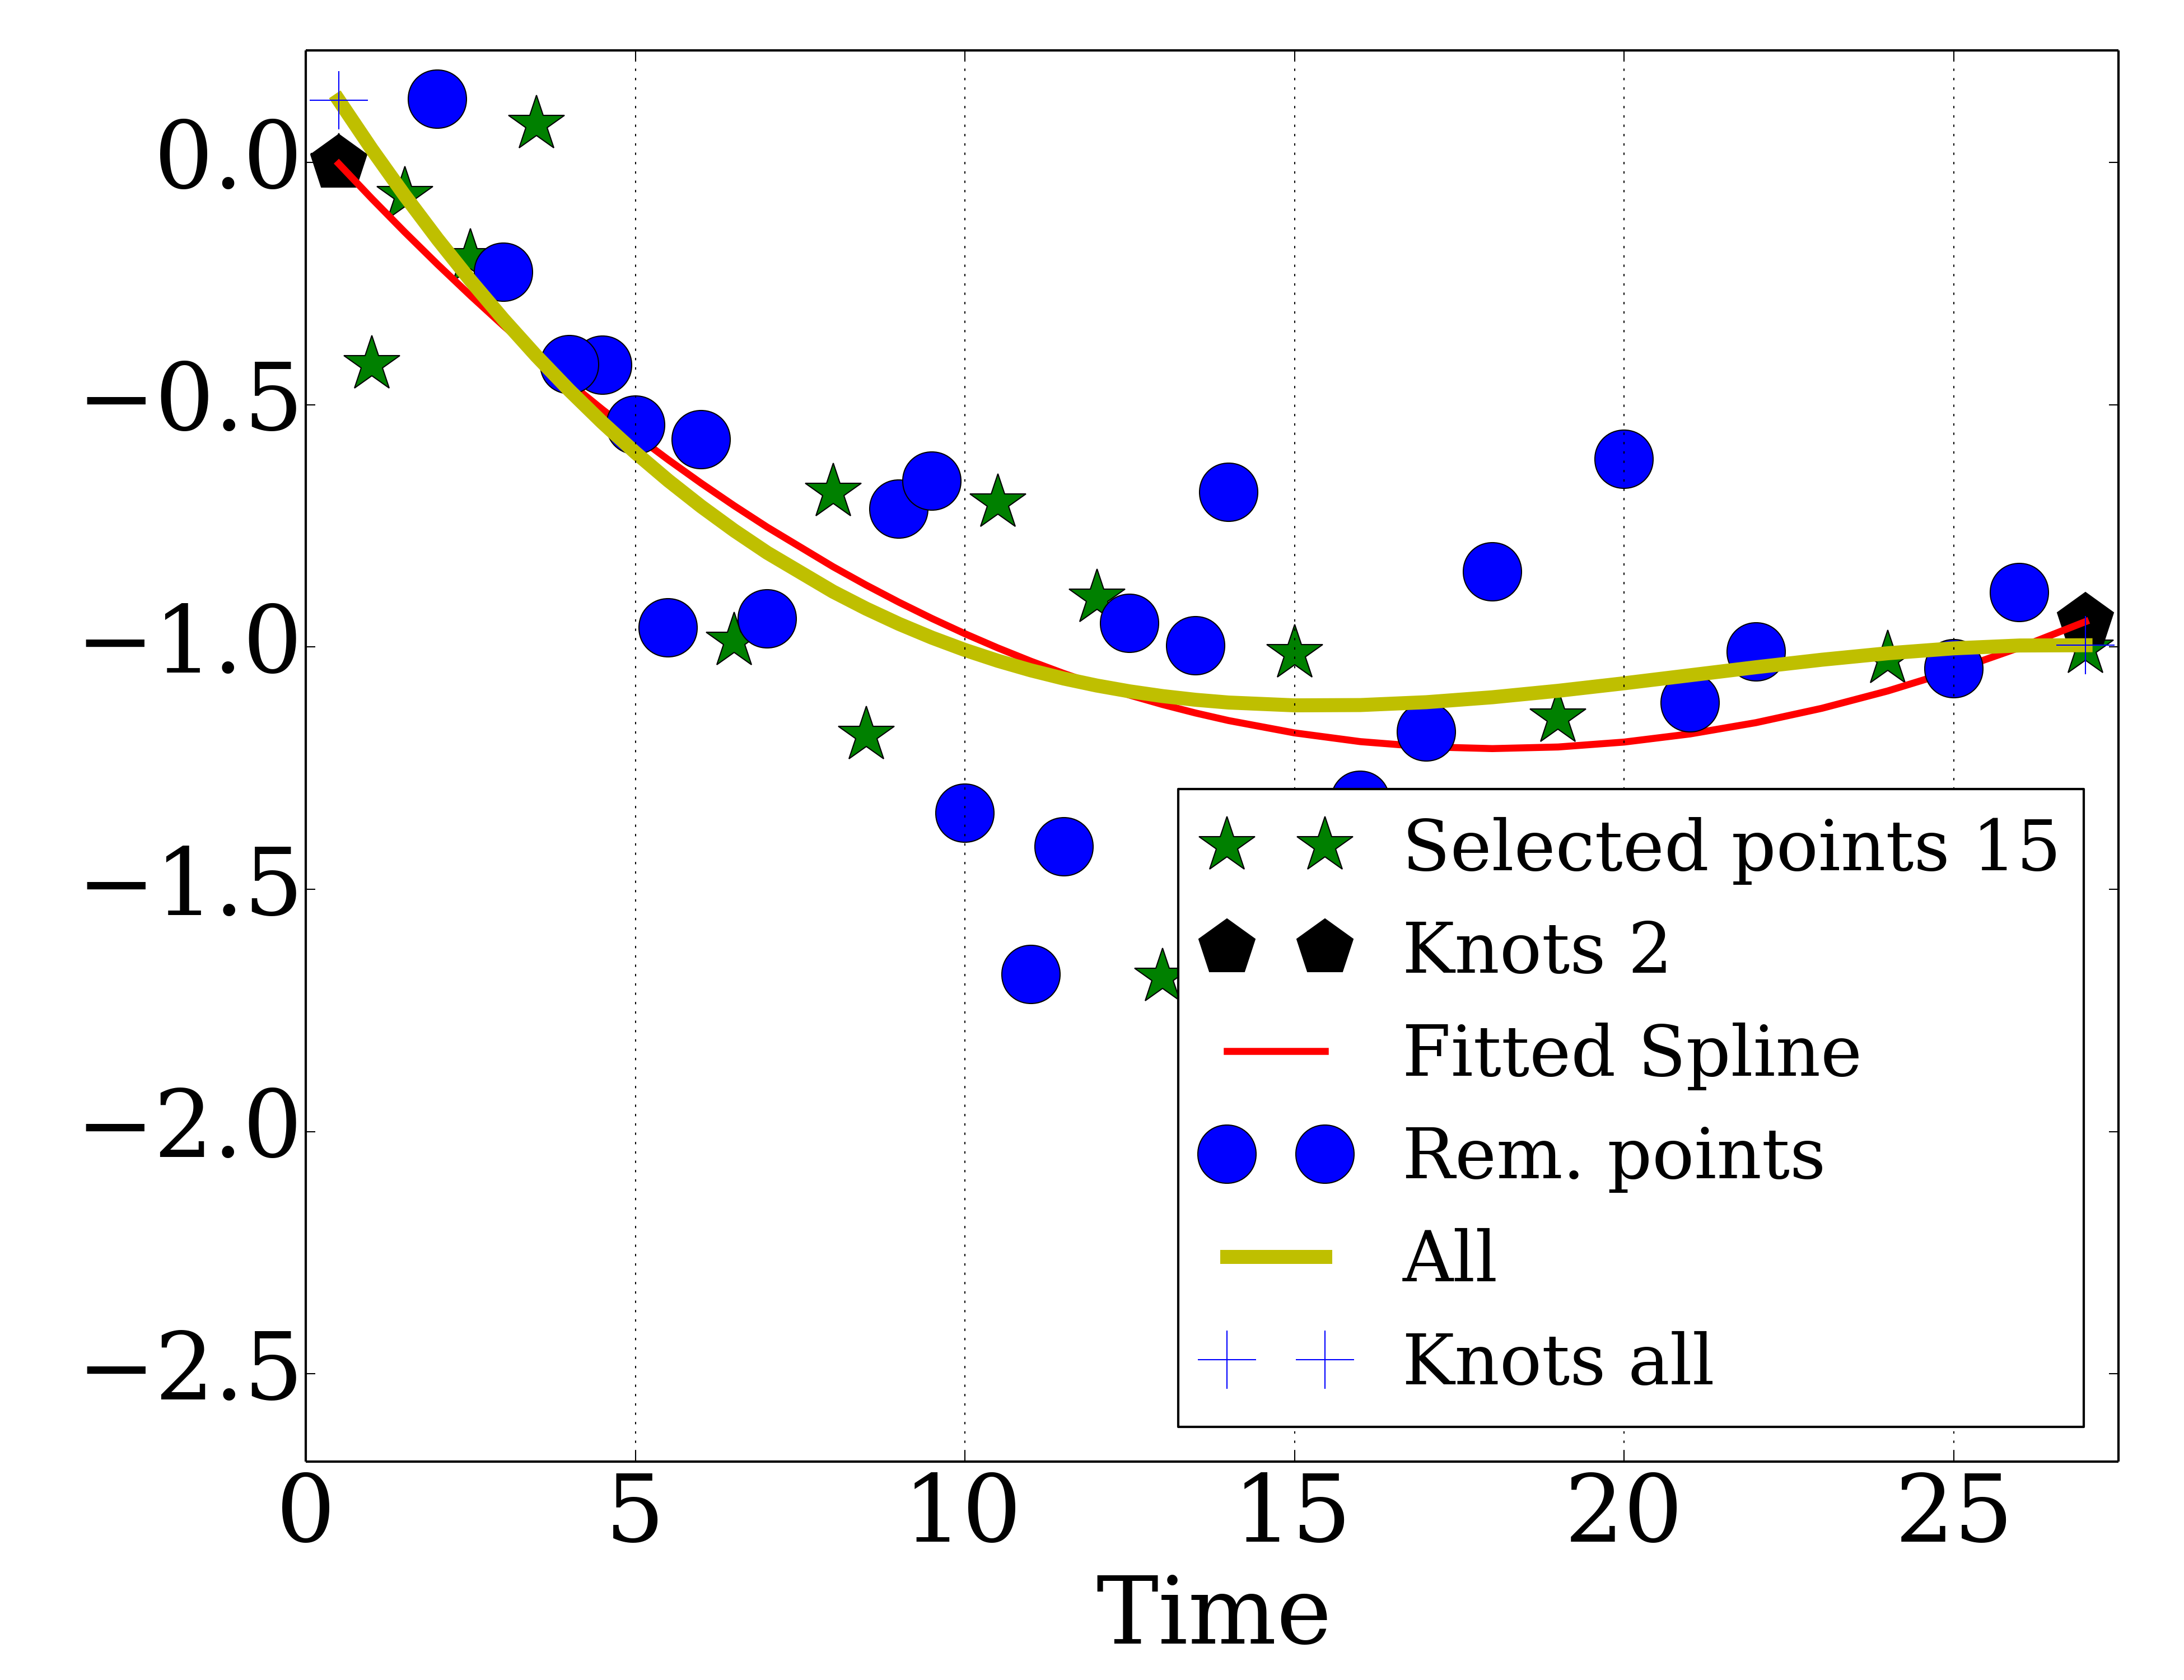 0.0
−0.5
−1.0
−1.5
−2.0
−2.5
Selected points 15
Knots 2
Fitted Spline
Rem. points
All
Knots all
0 5 10 15 20 25
Time